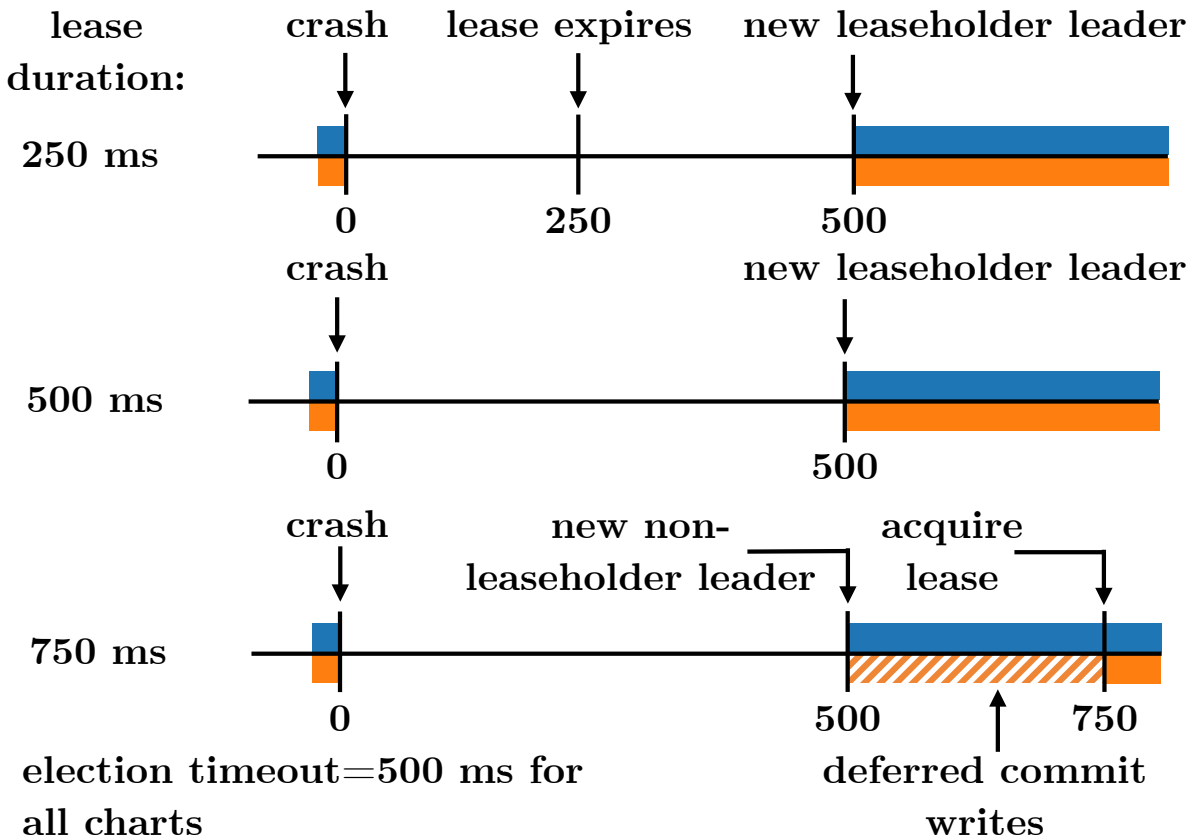 lease
duration:
crash
lease expires
new leaseholder leader
250 ms
0
250
500
crash
new leaseholder leader
500 ms
0
500
crash
new non-
leaseholder leader
acquire
lease
750 ms
0
500
750
election timeout=500 ms for
all charts
deferred commit
writes